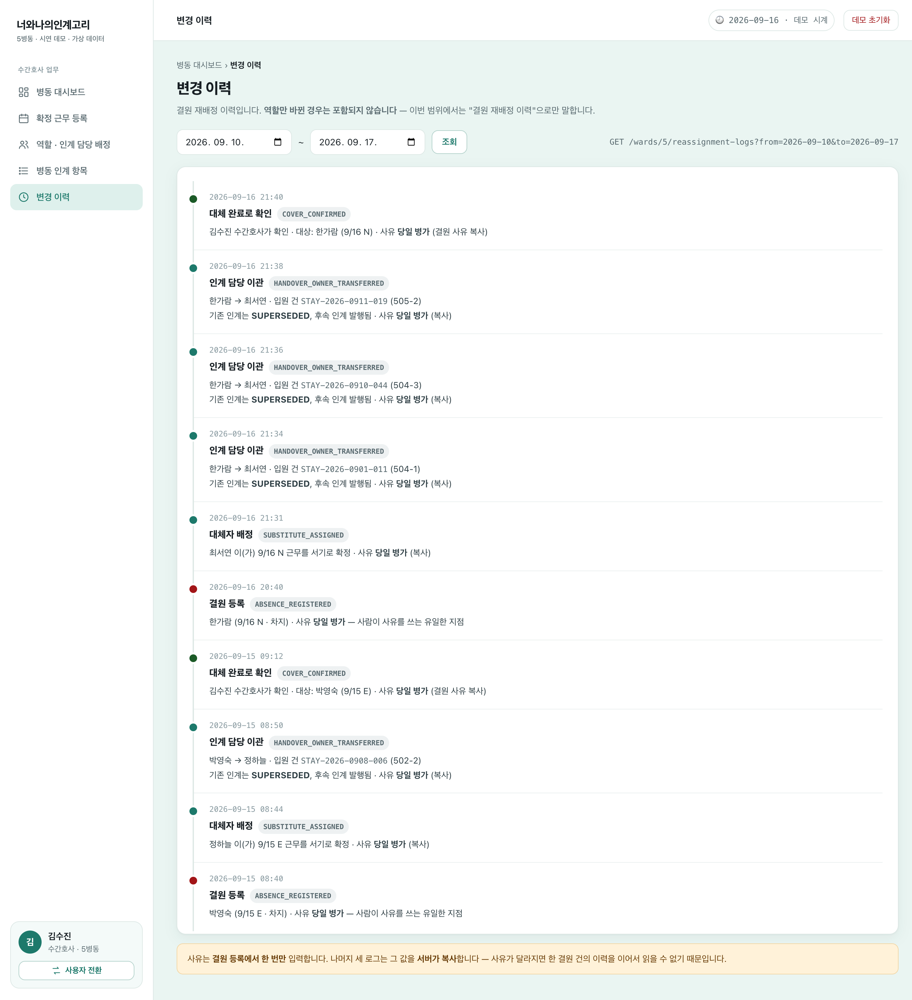 너와나의인계고리
5병동 · 시연 데모 · 가상 데이터
수간호사 업무
병동 대시보드
확정 근무 등록
역할 · 인계 담당 배정
병동 인계 항목
변경 이력
김
김수진
수간호사 · 5병동
사용자 전환
변경 이력
2026-09-16 · 데모 시계
데모 초기화
병동 대시보드 › 변경 이력
변경 이력
결원 재배정 이력입니다. 역할만 바뀐 경우는 포함되지 않습니다 — 이번 범위에서는 "결원 재배정 이력"으로만 말합니다.
2026. 09. 10. ~ 2026. 09. 17. 조회
GET /wards/5/reassignment-logs?from=2026-09-10&to=2026-09-17
2026-09-16 21:40
대체 완료로 확인 COVER_CONFIRMED
김수진 수간호사가 확인 · 대상: 한가람 (9/16 N) · 사유 당일 병가 (결원 사유 복사)
2026-09-16 21:38
인계 담당 이관 HANDOVER_OWNER_TRANSFERRED
한가람 → 최서연 · 입원 건 STAY-2026-0911-019 (505-2)
기존 인계는 SUPERSEDED, 후속 인계 발행됨 · 사유 당일 병가 (복사)
2026-09-16 21:36
인계 담당 이관 HANDOVER_OWNER_TRANSFERRED
한가람 → 최서연 · 입원 건 STAY-2026-0910-044 (504-3)
기존 인계는 SUPERSEDED, 후속 인계 발행됨 · 사유 당일 병가 (복사)
2026-09-16 21:34
인계 담당 이관 HANDOVER_OWNER_TRANSFERRED
한가람 → 최서연 · 입원 건 STAY-2026-0901-011 (504-1)
기존 인계는 SUPERSEDED, 후속 인계 발행됨 · 사유 당일 병가 (복사)
2026-09-16 21:31
대체자 배정 SUBSTITUTE_ASSIGNED
최서연 이(가) 9/16 N 근무를 서기로 확정 · 사유 당일 병가 (복사)
2026-09-16 20:40
결원 등록 ABSENCE_REGISTERED
한가람 (9/16 N · 차지) · 사유 당일 병가 — 사람이 사유를 쓰는 유일한 지점
2026-09-15 09:12
대체 완료로 확인 COVER_CONFIRMED
김수진 수간호사가 확인 · 대상: 박영숙 (9/15 E) · 사유 당일 병가 (결원 사유 복사)
2026-09-15 08:50
인계 담당 이관 HANDOVER_OWNER_TRANSFERRED
박영숙 → 정하늘 · 입원 건 STAY-2026-0908-006 (502-2)
기존 인계는 SUPERSEDED, 후속 인계 발행됨 · 사유 당일 병가 (복사)
2026-09-15 08:44
대체자 배정 SUBSTITUTE_ASSIGNED
정하늘 이(가) 9/15 E 근무를 서기로 확정 · 사유 당일 병가 (복사)
2026-09-15 08:40
결원 등록 ABSENCE_REGISTERED
박영숙 (9/15 E · 차지) · 사유 당일 병가 — 사람이 사유를 쓰는 유일한 지점
사유는 결원 등록에서 한 번만 입력합니다. 나머지 세 로그는 그 값을 서버가 복사합니다 — 사유가 달라지면 한 결원 건의 이력을 이어서 읽을 수 없기 때문입니다.